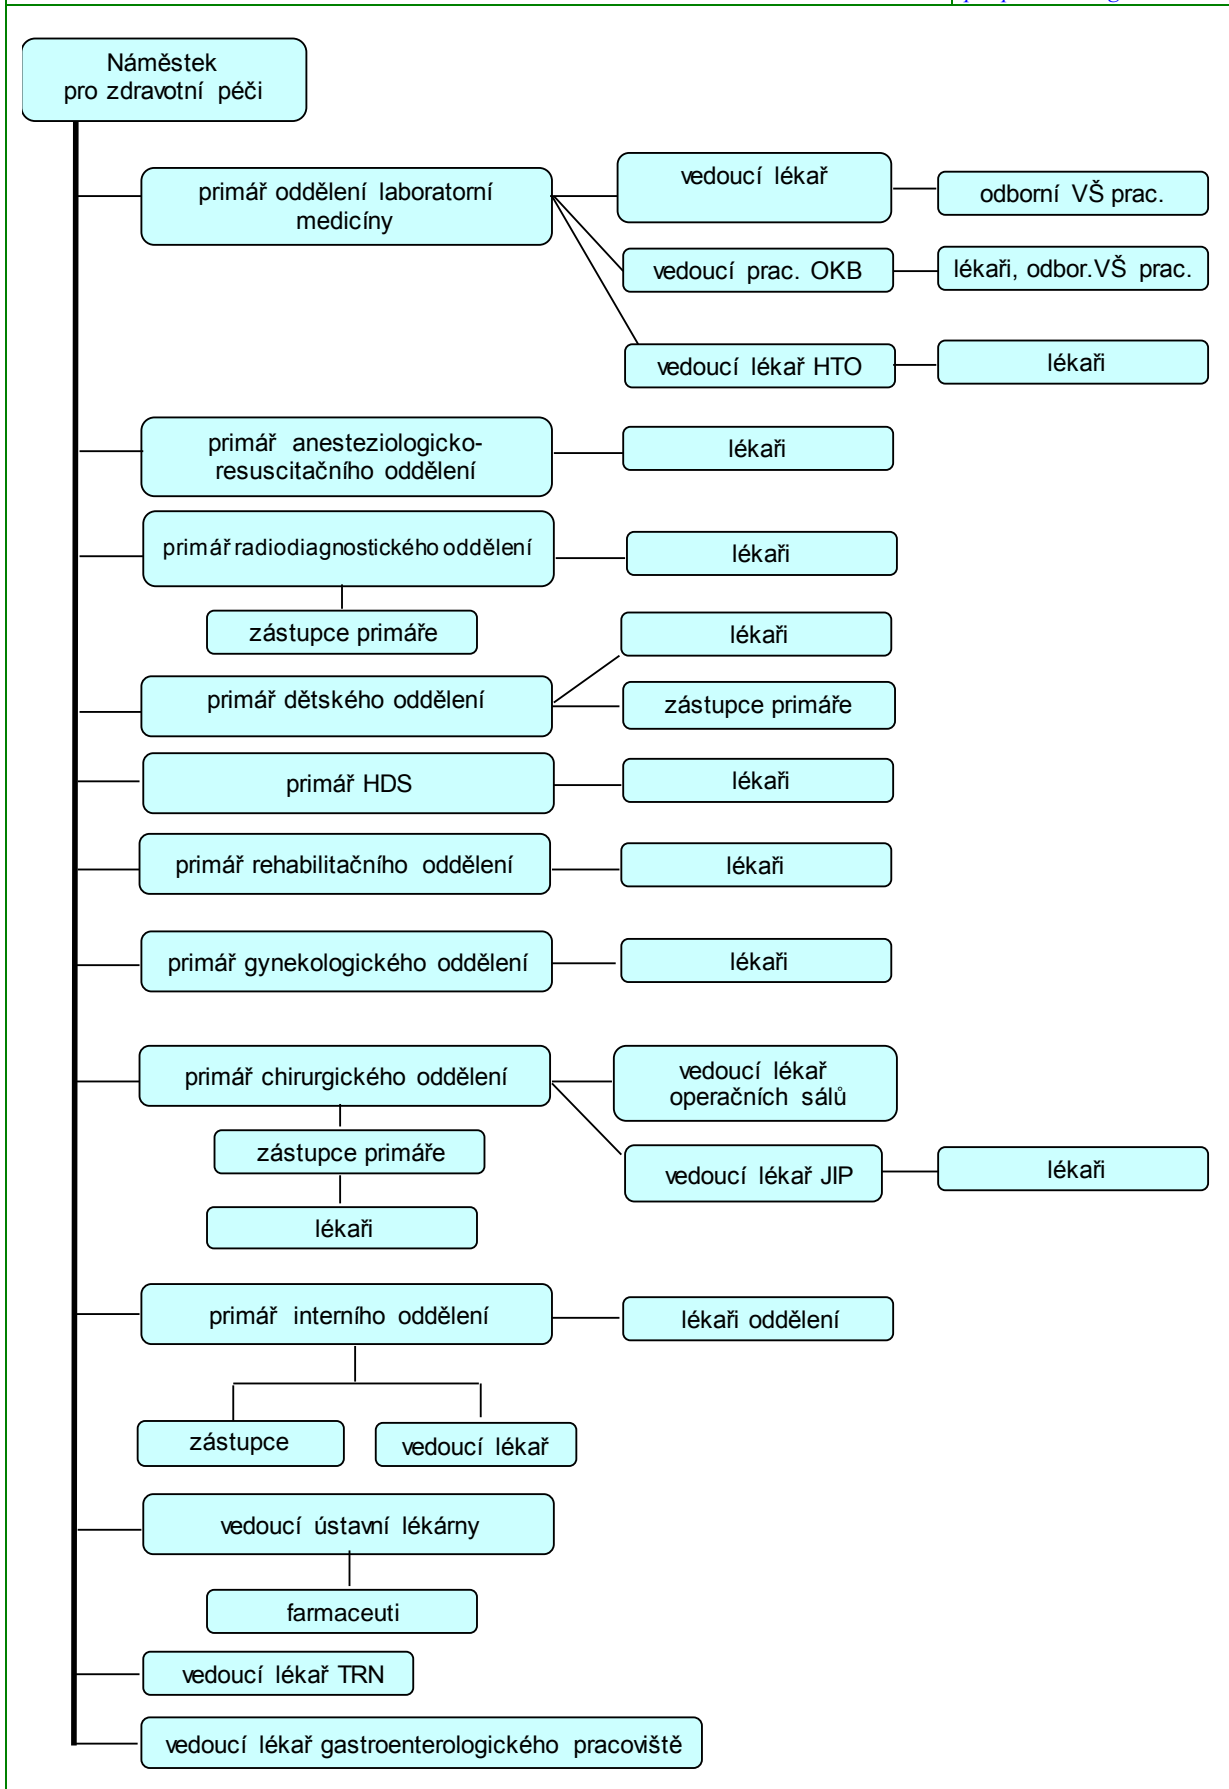 Náměstek
pro zdravotní péči
primář oddělení laboratorní
medicíny
vedoucí lékař
odborní VŠ prac.
vedoucí prac. OKB
lékaři, odbor.VŠ prac.
vedoucí lékař HTO
lékaři
primář anesteziologicko-
resuscitačního oddělení
lékaři
primář radiodiagnostického oddělení
lékaři
zástupce primáře
lékaři
primář dětského oddělení
zástupce primáře
primář HDS
lékaři
primář rehabilitačního oddělení
lékaři
primář gynekologického oddělení
lékaři
primář chirurgického oddělení
vedoucí lékař
operačních sálů
zástupce primáře
vedoucí lékař JIP
lékaři
lékaři
primář interního oddělení
lékaři oddělení
zástupce
vedoucí lékař
vedoucí ústavní lékárny
farmaceuti
vedoucí lékař TRN
vedoucí lékař gastroenterologického pracoviště